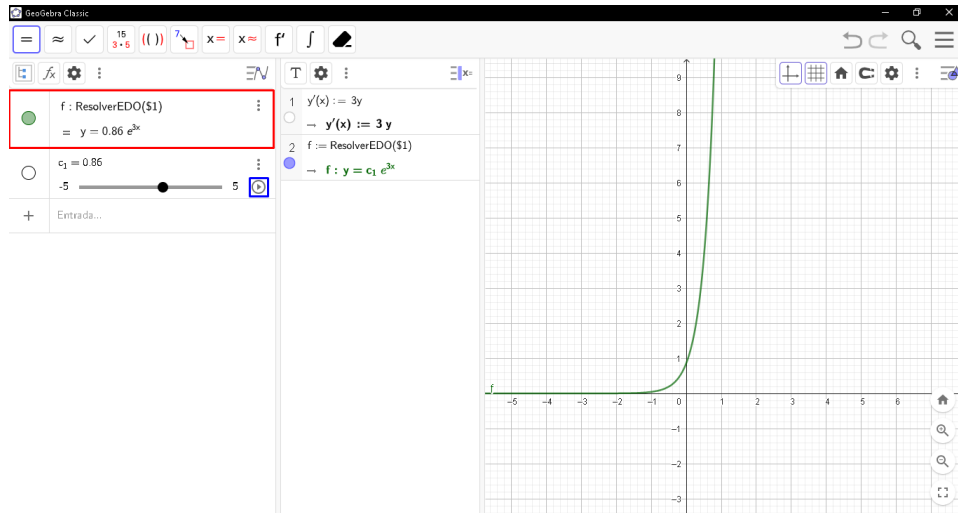 GeoGebra Classic
= ≈ ✓ 15 3•5 (( )) 7 x= x≈ f′ ∫
T x=
f : ResolverEDO($1)
= y = 0.86 e^3x
c₁ = 0.86
-5 5
+ Entrada...
1 y′(x) := 3y
→ y′(x) := 3 y
2 f := ResolverEDO($1)
→ f : y = c₁ e^3x
9
8
7
6
5
4
3
2
1
f
−5 −4 −3 −2 −1 0 1 2 3 4 5 6
−1
−2
−3